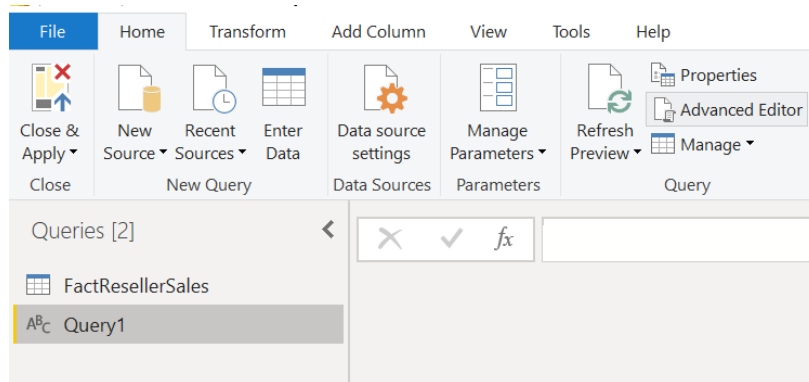 File Home Transform Add Column View Tools Help
Close & Apply
New Source
Recent Sources
Enter Data
Data source settings
Manage Parameters
Refresh Preview
Properties
Advanced Editor
Manage
Close
New Query
Data Sources
Parameters
Query
Queries [2]
fx
FactResellerSales
ABC Query1